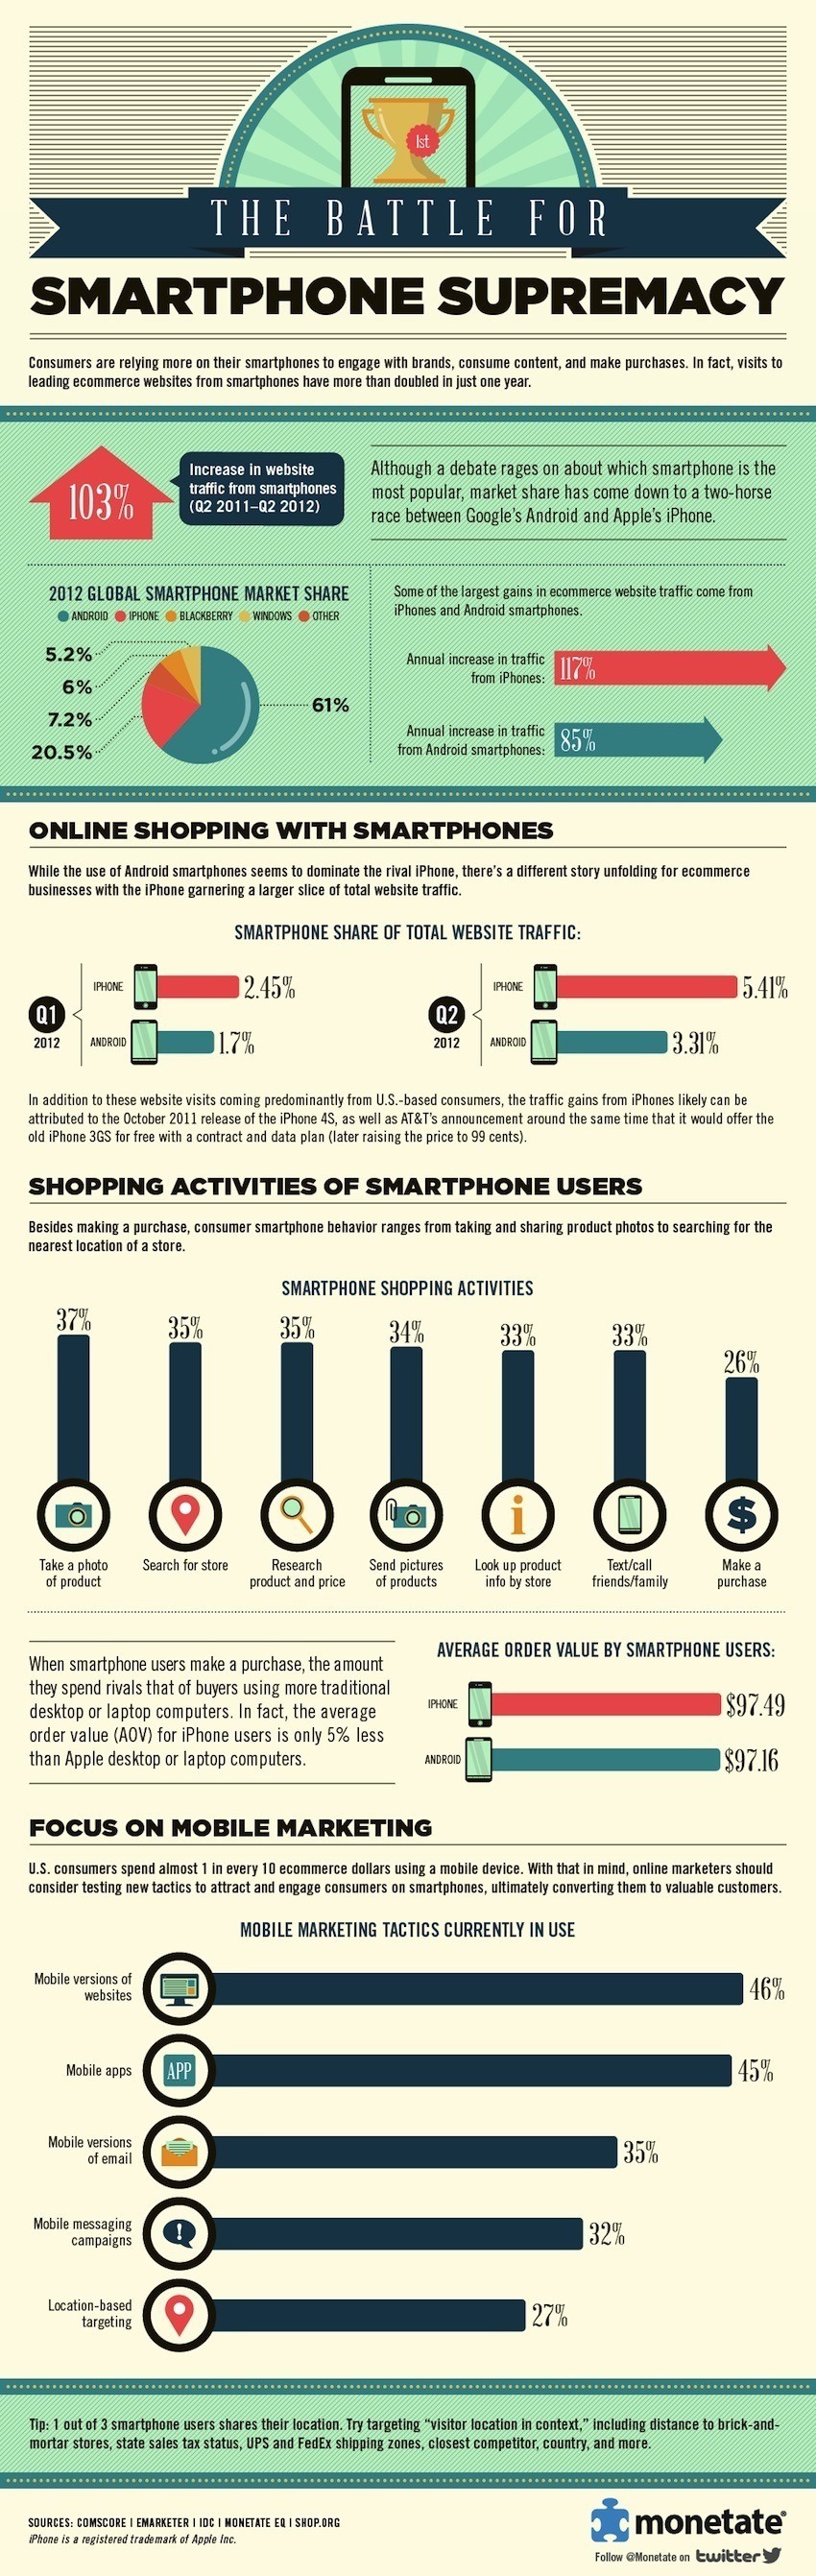 1st
THE BATTLE FOR
SMARTPHONE SUPREMACY
Consumers are relying more on their smartphones to engage with brands, consume content, and make purchases. In fact, visits to
leading ecommerce websites from smartphones have more than doubled in just one year.
103%
Increase in website
traffic from smartphones
(Q2 2011–Q2 2012)
Although a debate rages on about which smartphone is the
most popular, market share has come down to a two-horse
race between Google's Android and Apple's iPhone.
2012 GLOBAL SMARTPHONE MARKET SHARE
ANDROID IPHONE BLACKBERRY WINDOWS OTHER
5.2%
6%
7.2%
20.5%
61%
Some of the largest gains in ecommerce website traffic come from
iPhones and Android smartphones.
Annual increase in traffic
from iPhones:
117%
Annual increase in traffic
from Android smartphones:
85%
ONLINE SHOPPING WITH SMARTPHONES
While the use of Android smartphones seems to dominate the rival iPhone, there's a different story unfolding for ecommerce
businesses with the iPhone garnering a larger slice of total website traffic.
SMARTPHONE SHARE OF TOTAL WEBSITE TRAFFIC:
Q1
2012
IPHONE
2.45%
ANDROID
1.7%
Q2
2012
IPHONE
5.41%
ANDROID
3.31%
In addition to these website visits coming predominantly from U.S.-based consumers, the traffic gains from iPhones likely can be
attributed to the October 2011 release of the iPhone 4S, as well as AT&T's announcement around the same time that it would offer the
old iPhone 3GS for free with a contract and data plan (later raising the price to 99 cents).
SHOPPING ACTIVITIES OF SMARTPHONE USERS
Besides making a purchase, consumer smartphone behavior ranges from taking and sharing product photos to searching for the
nearest location of a store.
SMARTPHONE SHOPPING ACTIVITIES
37%
35%
35%
34%
33%
33%
26%
Take a photo
of product
Search for store
Research
product and price
Send pictures
of products
Look up product
info by store
Text/call
friends/family
Make a
purchase
When smartphone users make a purchase, the amount
they spend rivals that of buyers using more traditional
desktop or laptop computers. In fact, the average
order value (AOV) for iPhone users is only 5% less
than Apple desktop or laptop computers.
AVERAGE ORDER VALUE BY SMARTPHONE USERS:
IPHONE
$97.49
ANDROID
$97.16
FOCUS ON MOBILE MARKETING
U.S. consumers spend almost 1 in every 10 ecommerce dollars using a mobile device. With that in mind, online marketers should
consider testing new tactics to attract and engage consumers on smartphones, ultimately converting them to valuable customers.
MOBILE MARKETING TACTICS CURRENTLY IN USE
Mobile versions of
websites
46%
Mobile apps
APP
45%
Mobile versions
of email
35%
Mobile messaging
campaigns
32%
Location-based
targeting
27%
Tip: 1 out of 3 smartphone users shares their location. Try targeting “visitor location in context,” including distance to brick-and-
mortar stores, state sales tax status, UPS and FedEx shipping zones, closest competitor, country, and more.
SOURCES: COMSCORE | EMARKETER | IDC | MONETATE EQ | SHOP.ORG
iPhone is a registered trademark of Apple Inc.
monetate®
Follow @Monetate on twitter